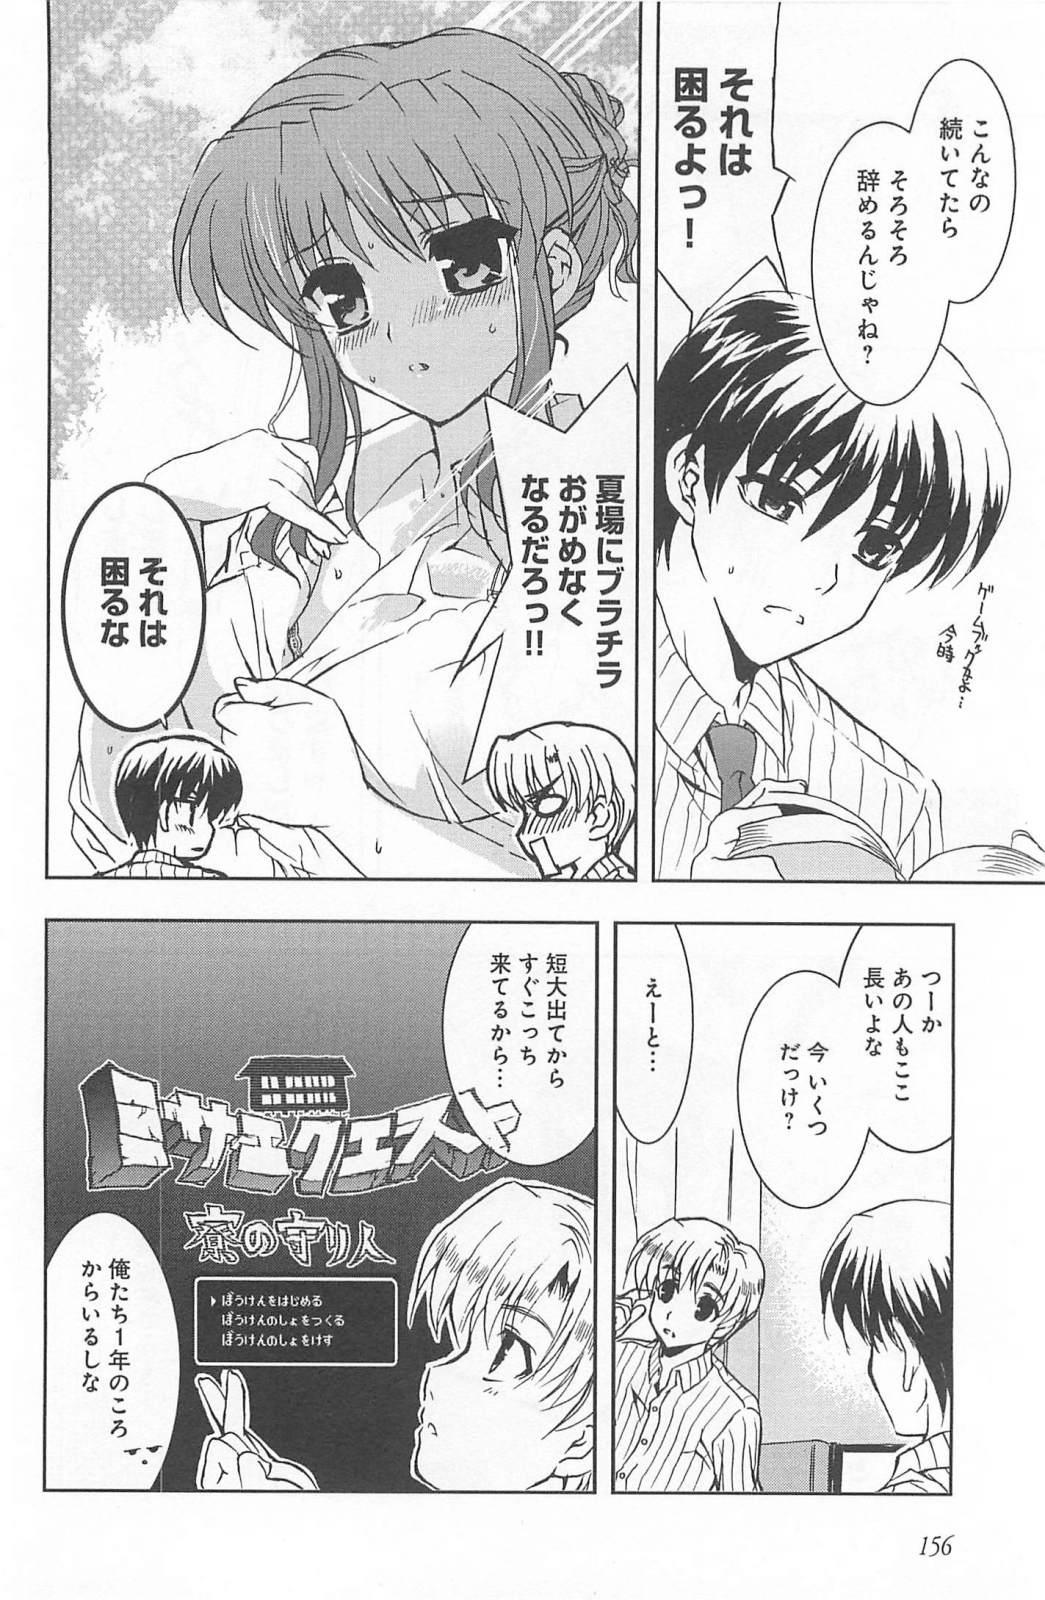 こんなの
続いてたら
そろそろ
辞めるんじゃね?
それは
困るよっ!
ゲームブックかよ…
今時
夏場にブラチラ
おがめなく
なるだろっ!!
それは
困るな
つーか
あの人もここ
長いよな
今 いくつ
だっけ?
えーと…
短大出てから
すぐこっち
来てるから…
ミサエクエスト
寮の守り人
ぼうけんをはじめる
ぼうけんのしょをつくる
ぼうけんのしょをけす
俺たち1年のころ
からいるしな
156